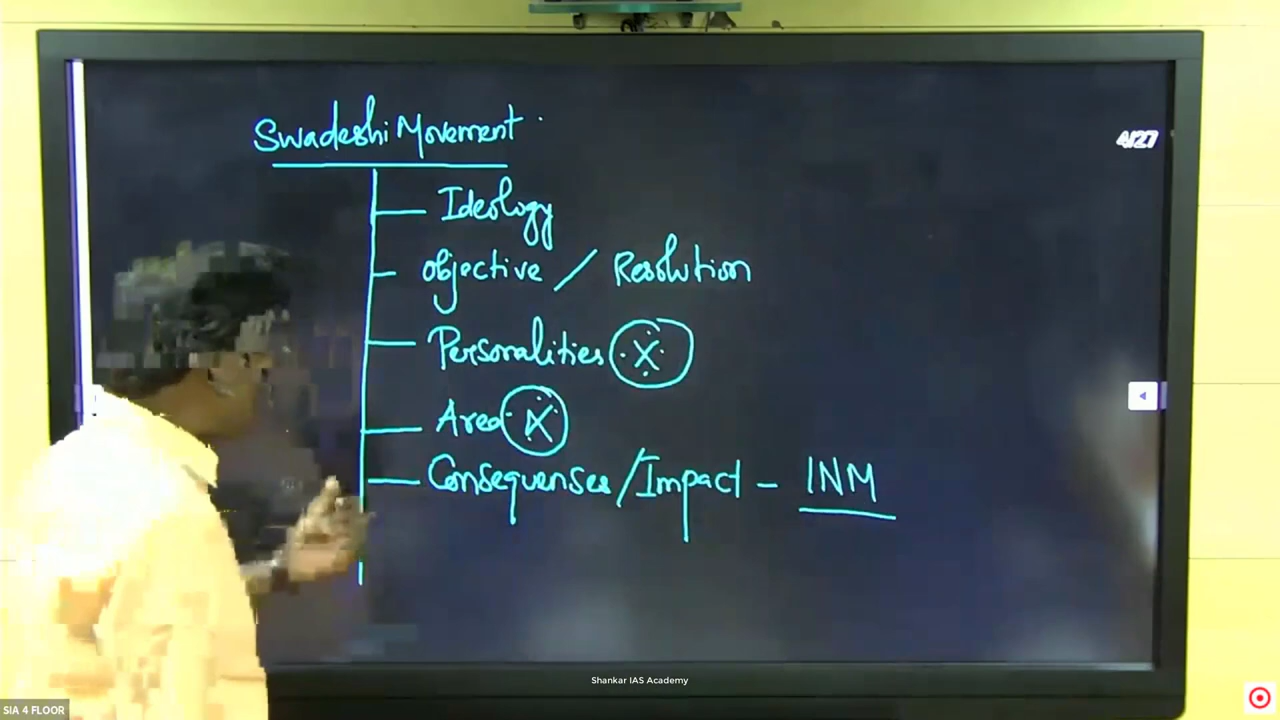 Swadeshi Movement
4/27
Ideology
Objective / Resolution
Personalities X
Area X
Consequenses/Impact - INM
Shankar IAS Academy
SIA 4 FLOOR